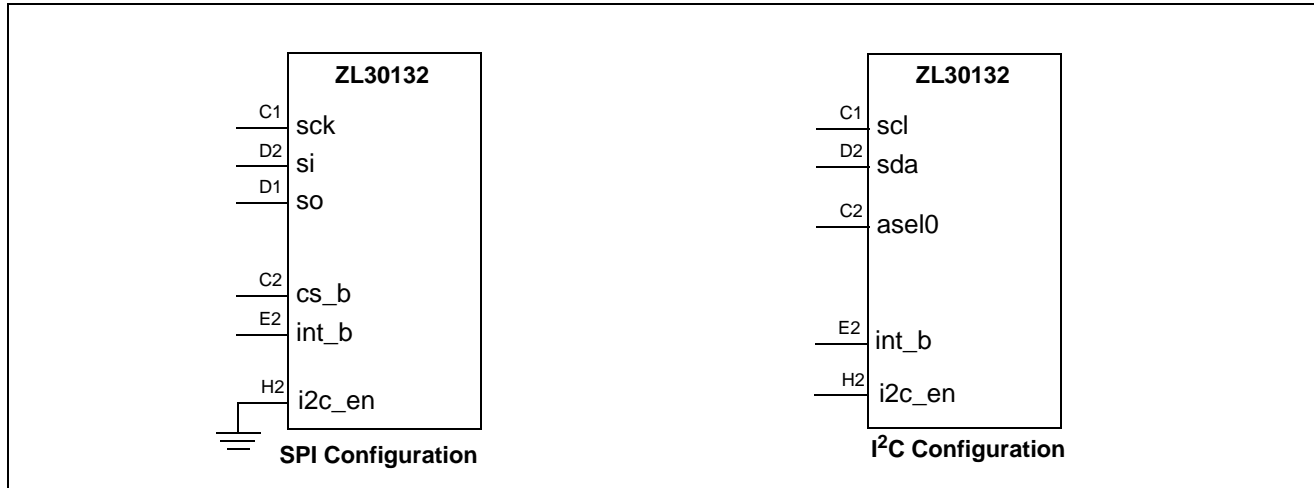 ZL30132
C1
sck
D2
si
D1
so
C2
cs_b
E2
int_b
H2
i2c_en
SPI Configuration
ZL30132
C1
scl
D2
sda
C2
asel0
E2
int_b
H2
i2c_en
I²C Configuration